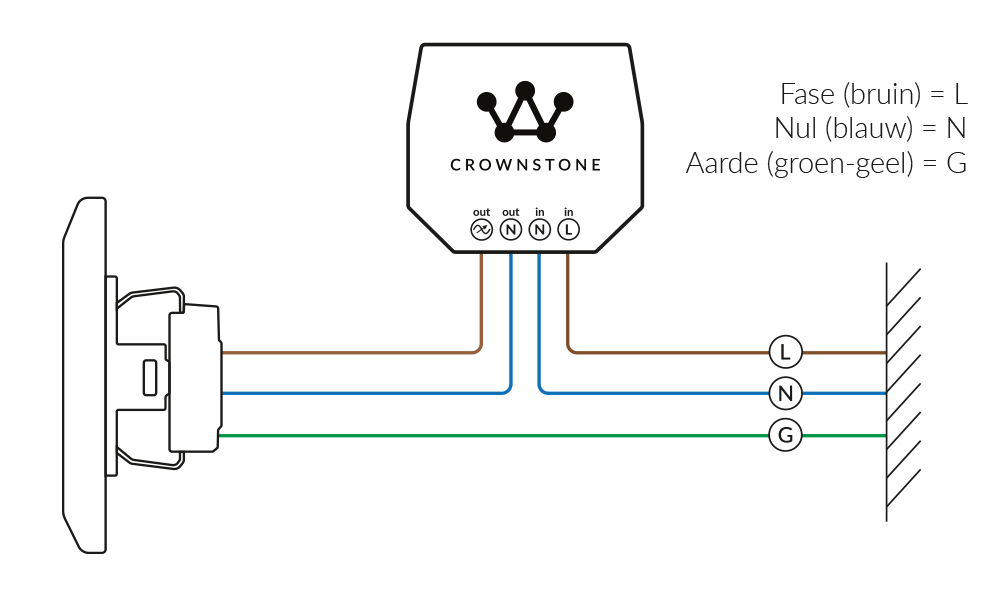 Fase (bruin) = L
Nul (blauw) = N
Aarde (groen-geel) = G
CROWNSTONE
out out in in
N N L
L
N
G